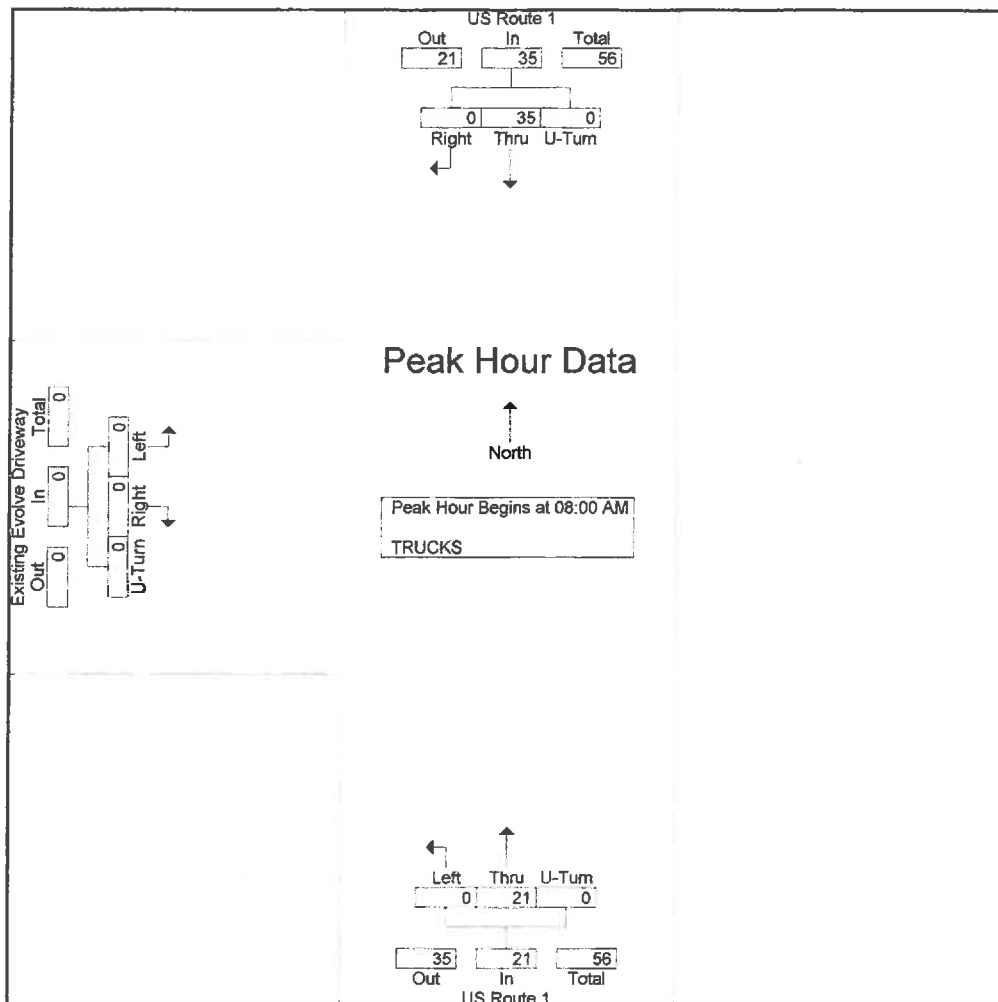 US Route 1
Out In Total
21 35 56
0 35 0
Right Thru U-Turn
Peak Hour Data
North
Peak Hour Begins at 08:00 AM
TRUCKS
Existing Evolve Driveway
Out In Total
0 0 0
0 0 0
U-Turn Right Left
Left Thru U-Turn
0 21 0
35 21 56
Out In Total
US Route 1